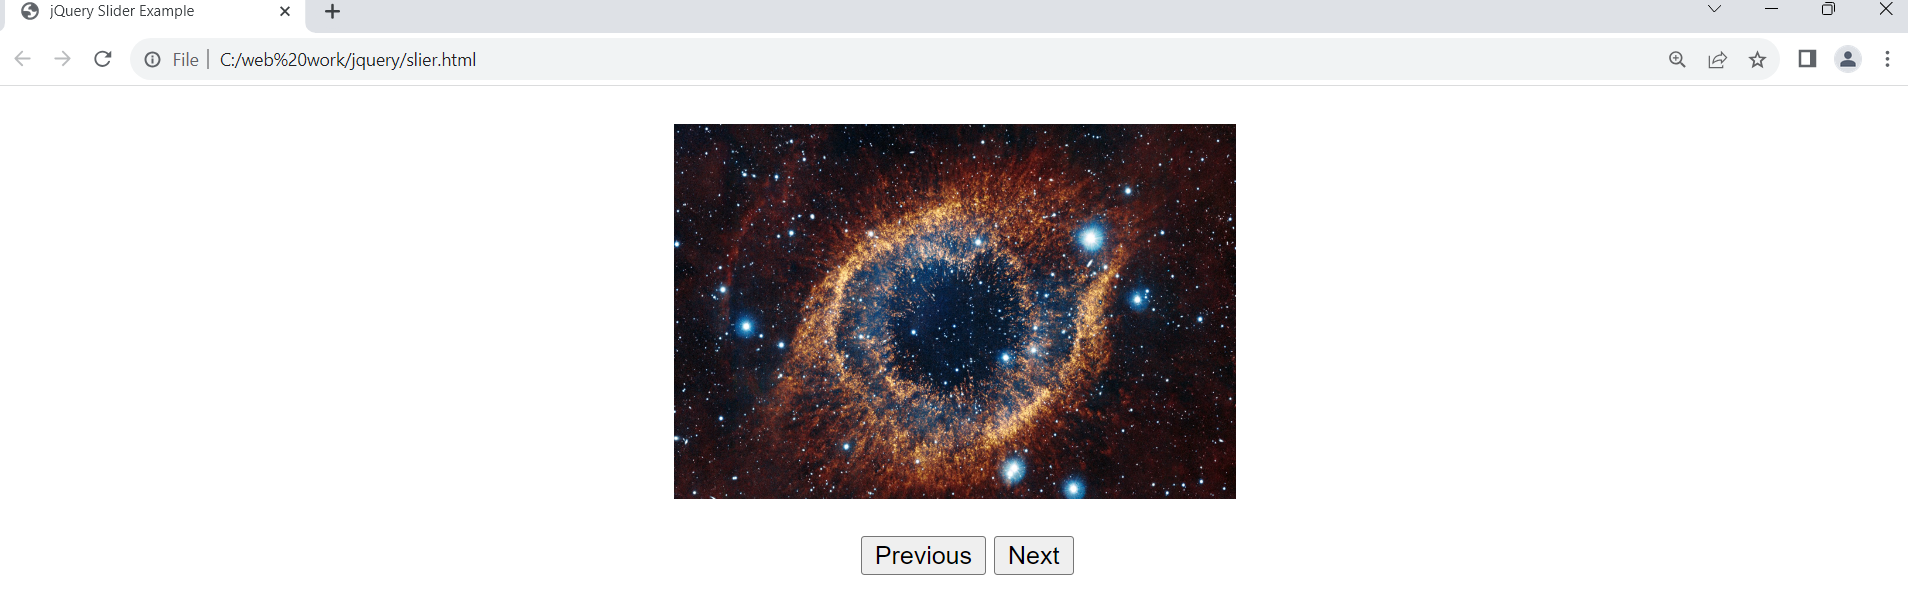 jQuery Slider Example
File
C:/web%20work/jquery/slier.html
Previous
Next